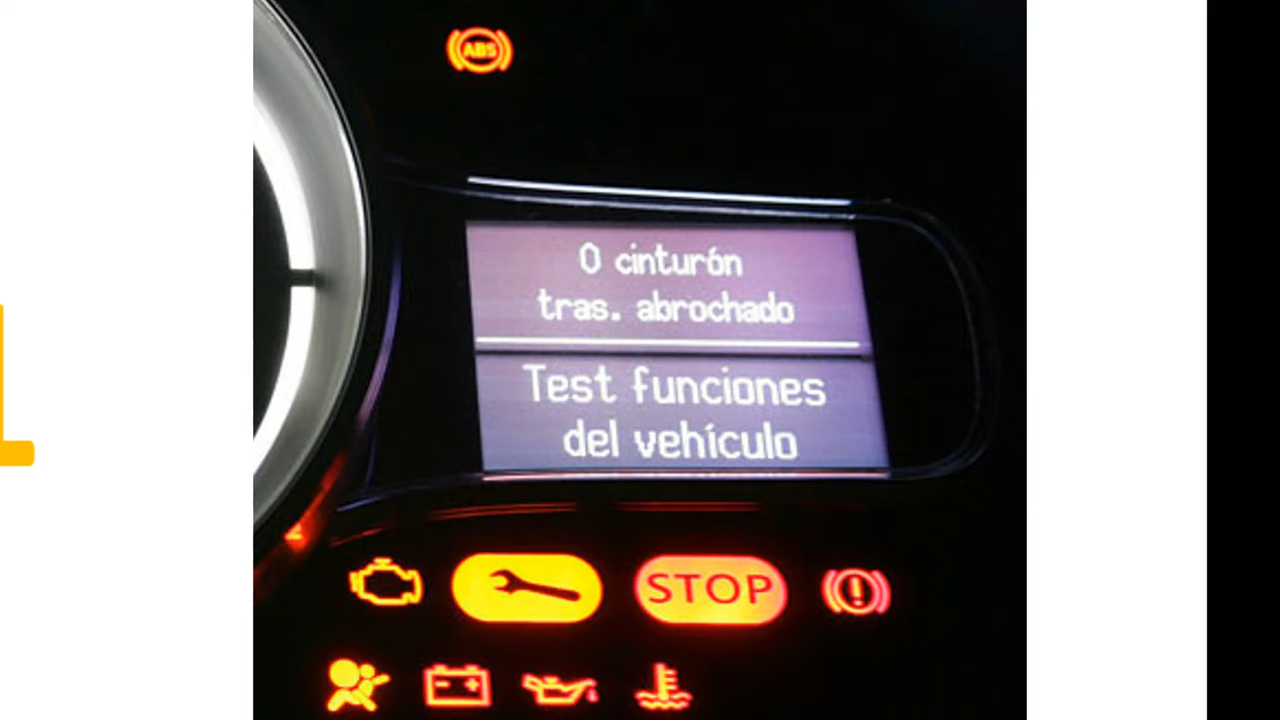 ABS
0 cinturón
tras. abrochado
Test funciones
del vehículo
STOP